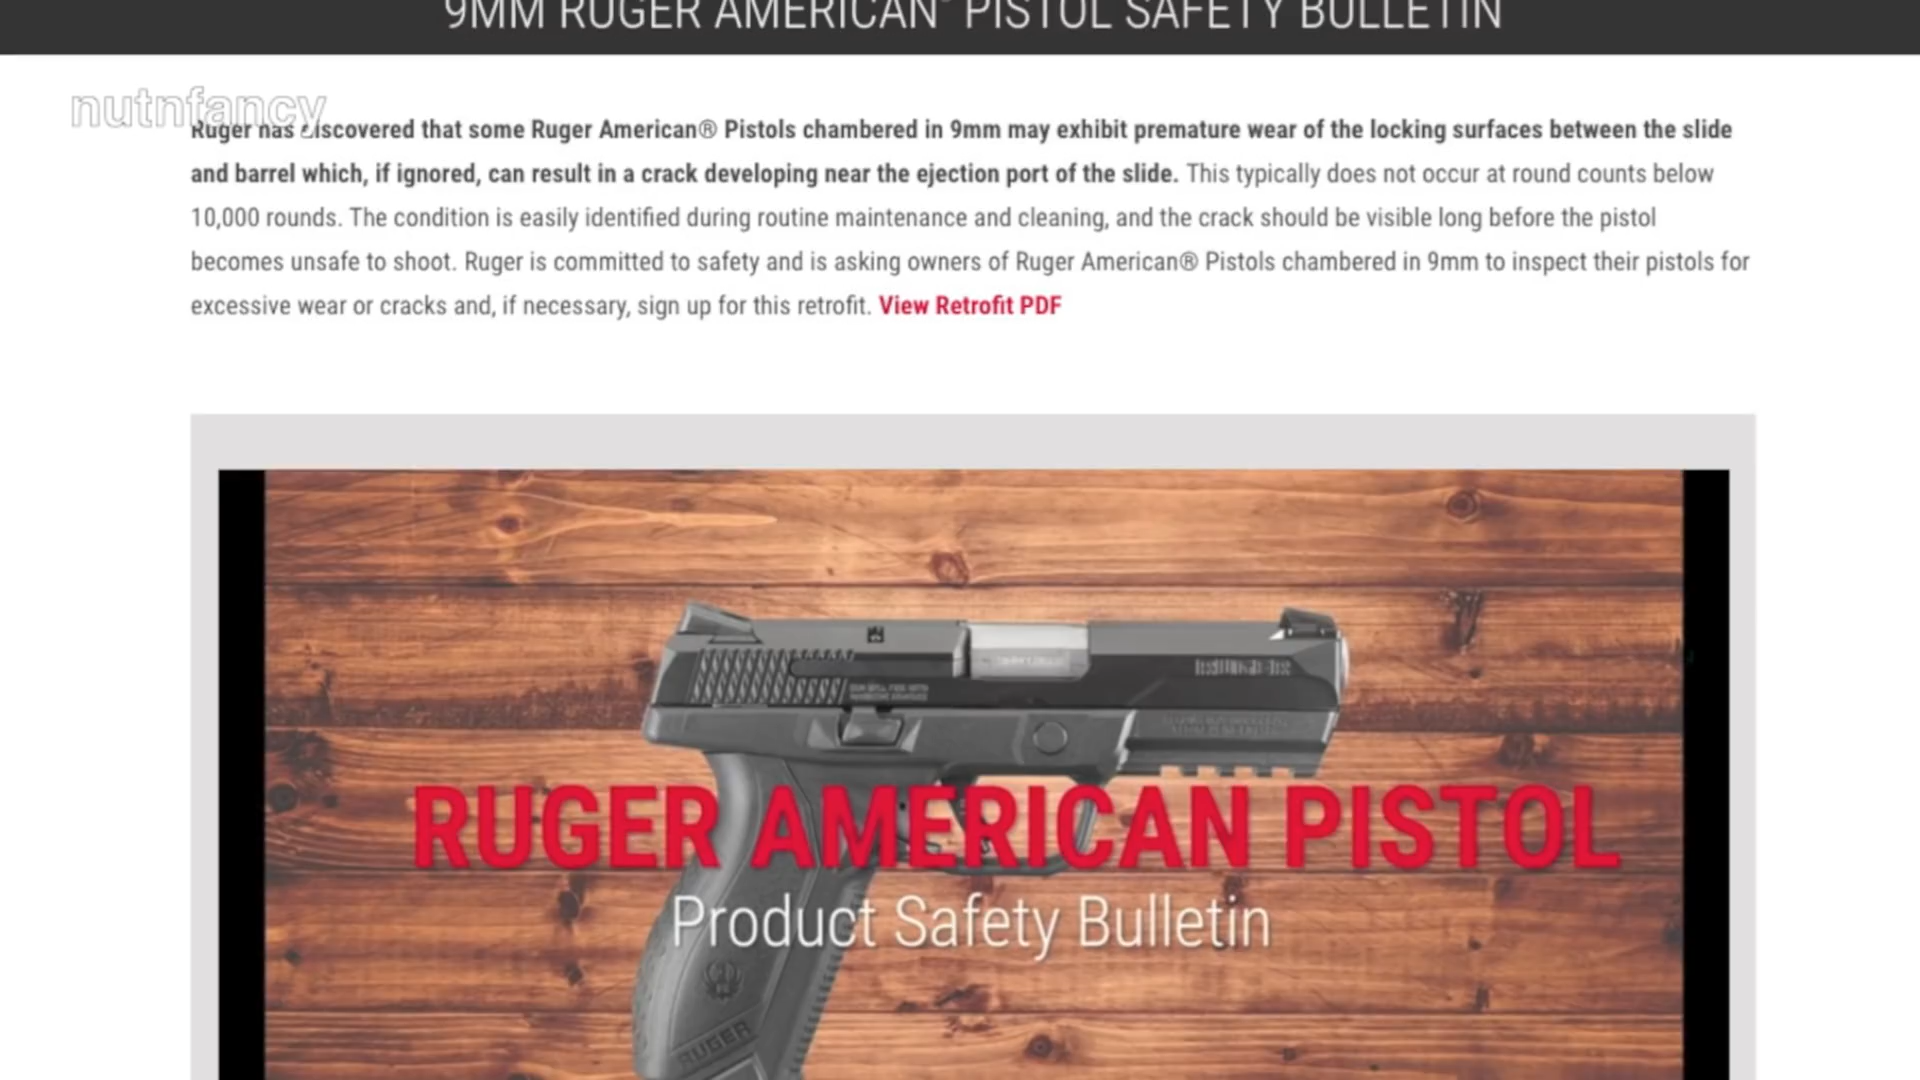 9MM RUGER AMERICAN® PISTOL SAFETY BULLETIN
nutnfancy
Ruger has discovered that some Ruger American® Pistols chambered in 9mm may exhibit premature wear of the locking surfaces between the slide
and barrel which, if ignored, can result in a crack developing near the ejection port of the slide. This typically does not occur at round counts below
10,000 rounds. The condition is easily identified during routine maintenance and cleaning, and the crack should be visible long before the pistol
becomes unsafe to shoot. Ruger is committed to safety and is asking owners of Ruger American® Pistols chambered in 9mm to inspect their pistols for
excessive wear or cracks and, if necessary, sign up for this retrofit. View Retrofit PDF
RUGER
RUGER AMERICAN PISTOL
Product Safety Bulletin
RUGER